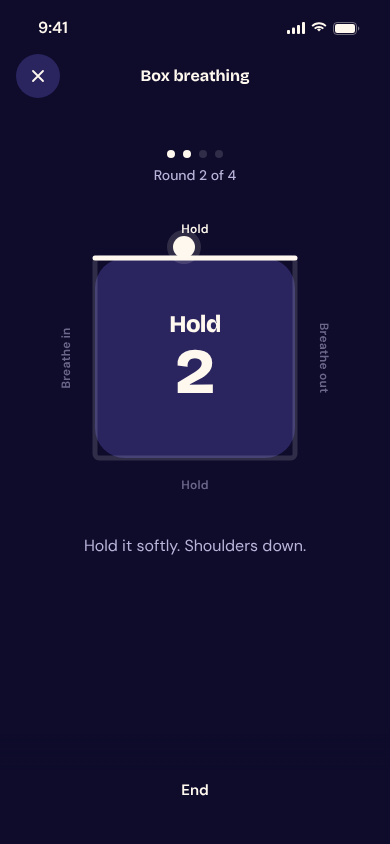 9:41
Box breathing
Round 2 of 4
Hold
Breathe in
Hold
2
Breathe out
Hold
Hold it softly. Shoulders down.
End